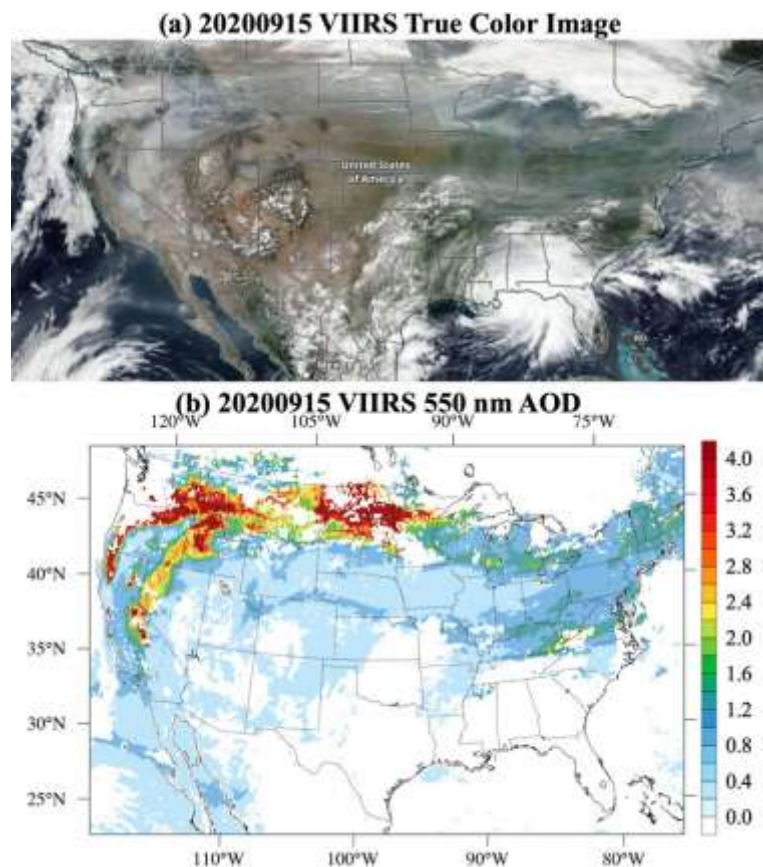 (a) 20200915 VIIRS True Color Image
United States
of America
(b) 20200915 VIIRS 550 nm AOD
120°W 105°W 90°W 75°W
45°N
40°N
35°N
30°N
25°N
4.0
3.6
3.2
2.8
2.4
2.0
1.6
1.2
0.8
0.4
0.0
110°W 100°W 90°W 80°W